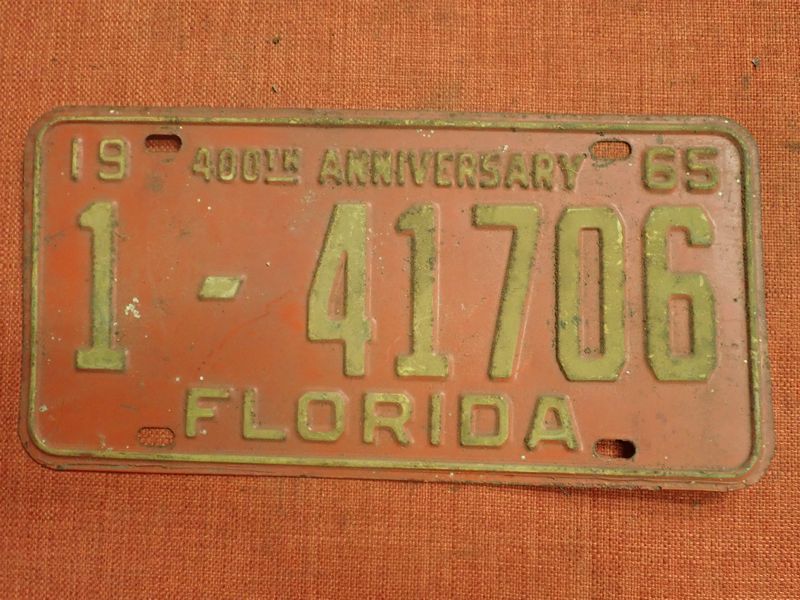 19 400TH ANNIVERSARY 65
1-41706
FLORIDA